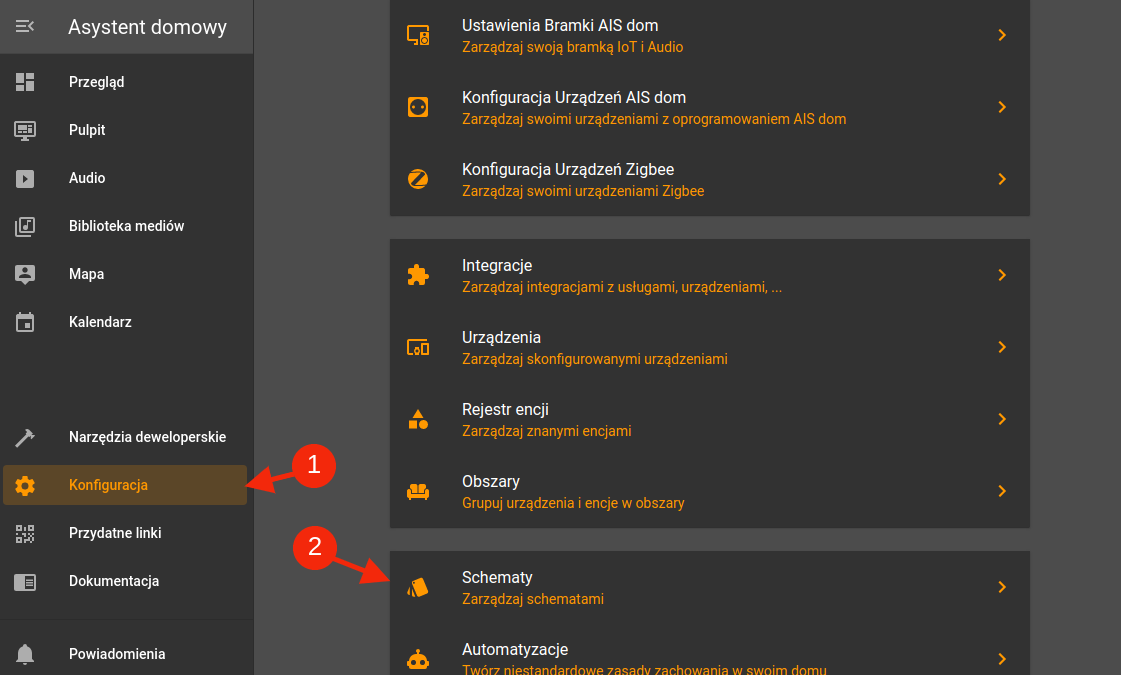 Asystent domowy
Przegląd
Pulpit
Audio
Biblioteka mediów
Mapa
Kalendarz
Narzędzia deweloperskie
Konfiguracja
Przydatne linki
Dokumentacja
Powiadomienia
1
2
Ustawienia Bramki AIS dom
Zarządzaj swoją bramką IoT i Audio
Konfiguracja Urządzeń AIS dom
Zarządzaj swoimi urządzeniami z oprogramowaniem AIS dom
Konfiguracja Urządzeń Zigbee
Zarządzaj swoimi urządzeniami Zigbee
Integracje
Zarządzaj integracjami z usługami, urządzeniami, ...
Urządzenia
Zarządzaj skonfigurowanymi urządzeniami
Rejestr encji
Zarządzaj znanymi encjami
Obszary
Grupuj urządzenia i encje w obszary
Schematy
Zarządzaj schematami
Automatyzacje
Twórz niestandardowe zasady zachowania w swoim domu